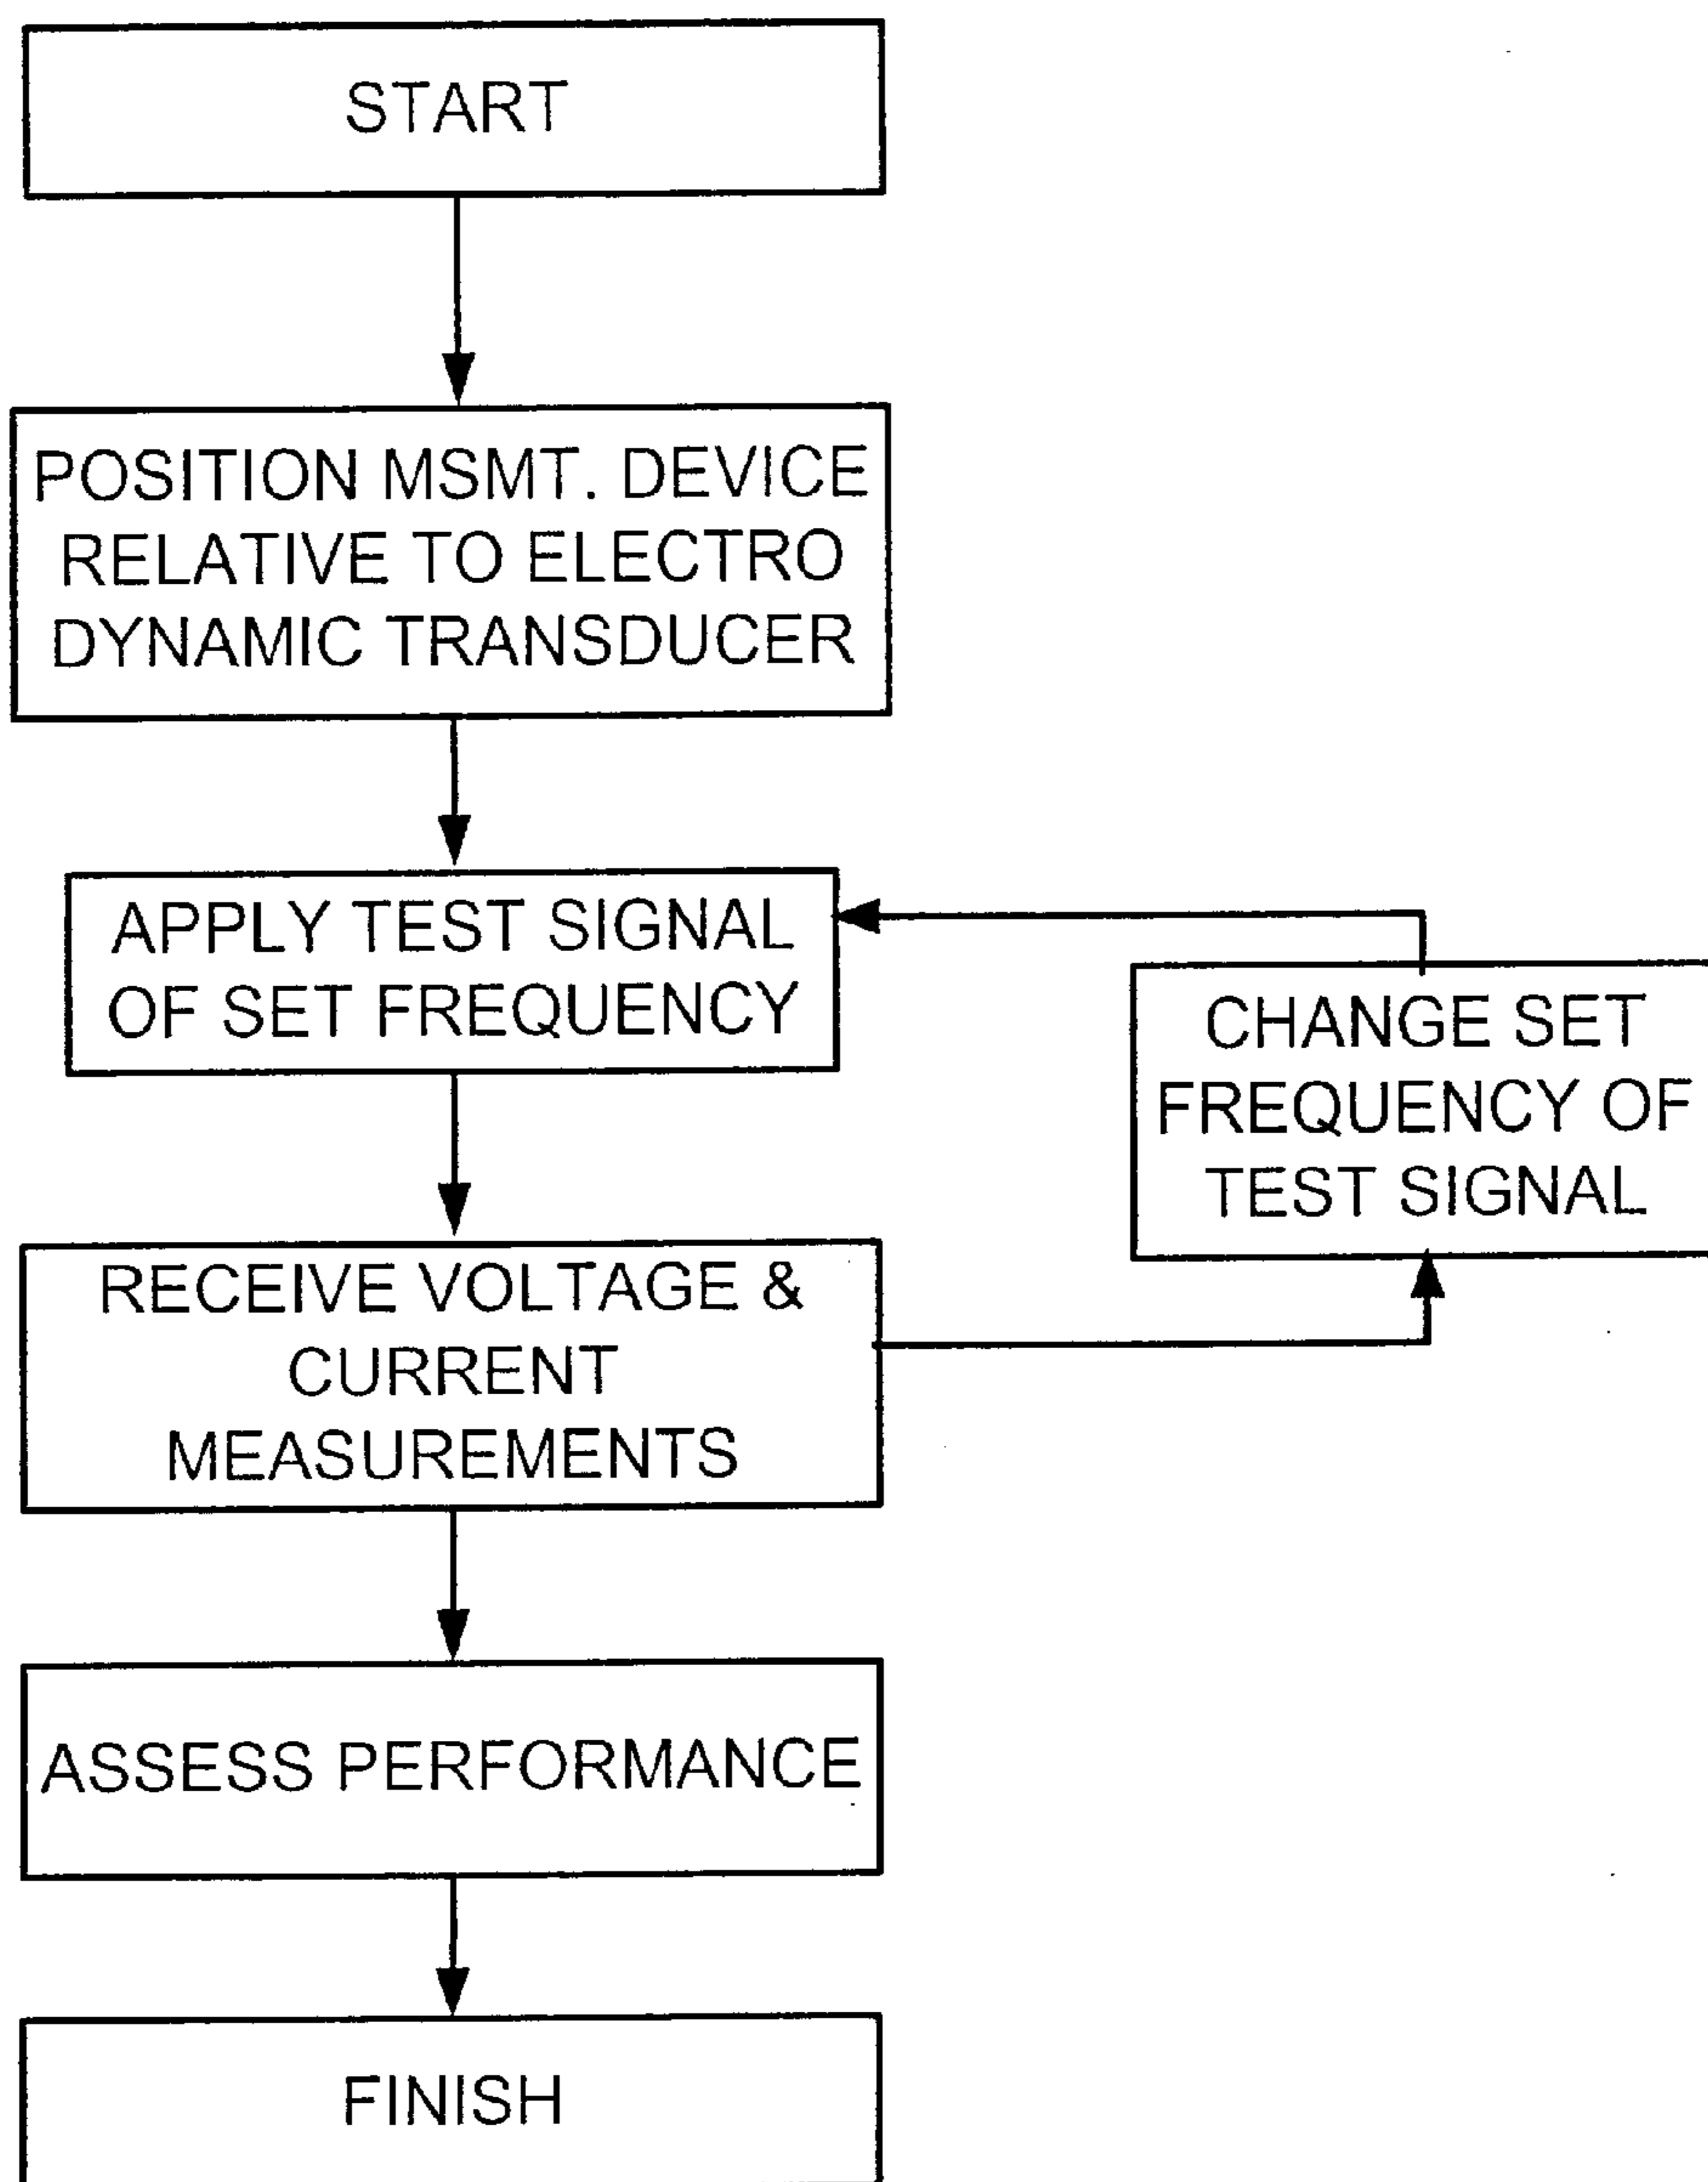 START
POSITION MSMT. DEVICE
RELATIVE TO ELECTRO
DYNAMIC TRANSDUCER
APPLY TEST SIGNAL
OF SET FREQUENCY
CHANGE SET
FREQUENCY OF
TEST SIGNAL
RECEIVE VOLTAGE &
CURRENT
MEASUREMENTS
ASSESS PERFORMANCE
FINISH